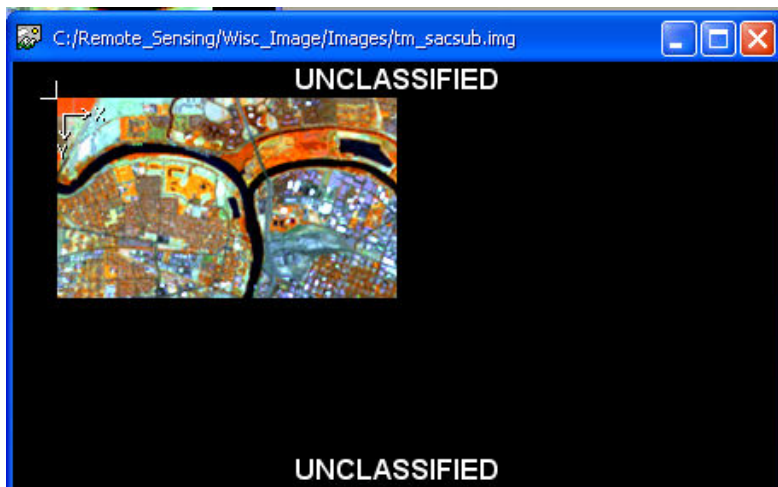 C:/Remote_Sensing/Wisc_Image/Images/tm_sacsub.img
UNCLASSIFIED
X
Y
UNCLASSIFIED